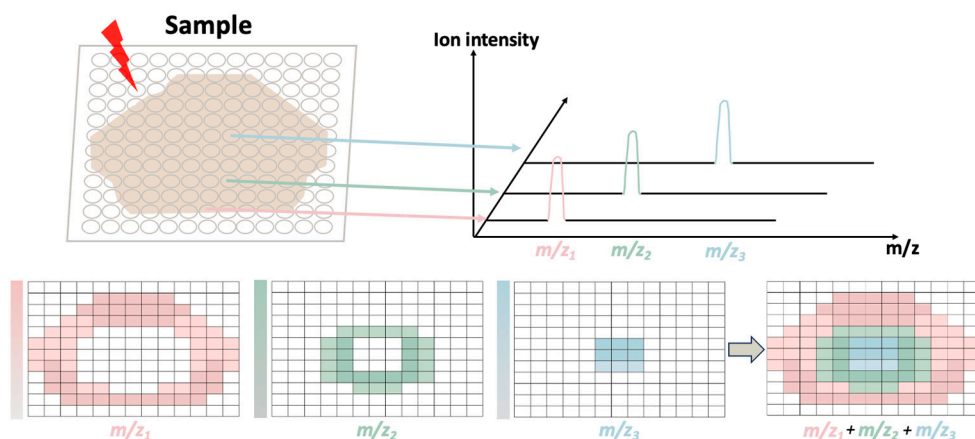 Sample
Ion intensity
m/z
m/z₁
m/z₂
m/z₃
m/z₁
m/z₂
m/z₃
m/z₁ + m/z₂ + m/z₃